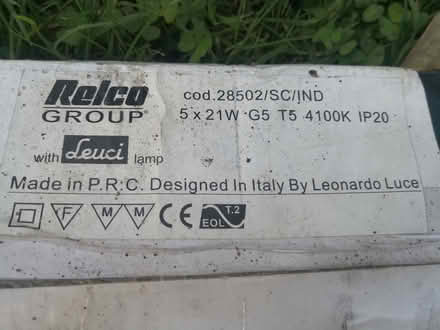 Relco
GROUP®
cod.28502/SC/IND
5 x 21W G5 T5 4100K IP20
with Leuci lamp
Made in P.R.C. Designed In Italy By Leonardo Luce
F M M CE EOL T.2